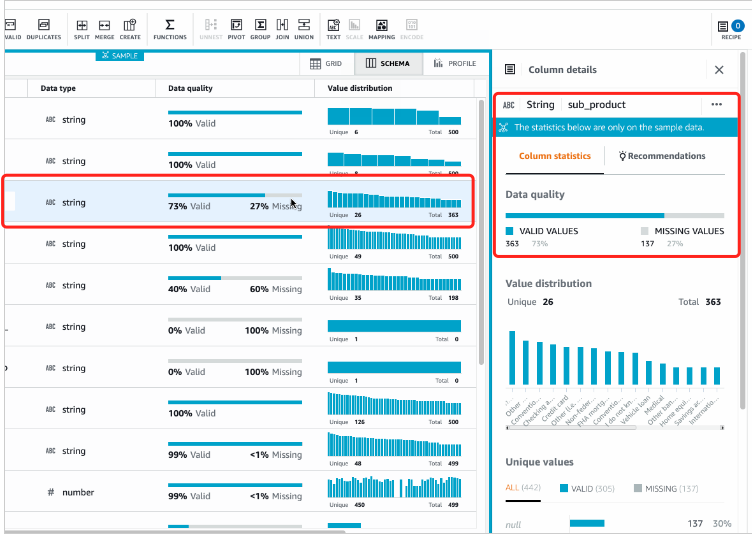 VALID DUPLICATES SPLIT MERGE CREATE FUNCTIONS UNNEST PIVOT GROUP JOIN UNION TEXT SCALE MAPPING ENCODE RECIPE
0
SAMPLE
GRID SCHEMA PROFILE
Data type Data quality Value distribution
ABC string
100% Valid
Unique 6 Total 500
ABC string
100% Valid
Unique 8 Total 500
ABC string
73% Valid 27% Missing
Unique 26 Total 363
ABC string
100% Valid
Unique 49 Total 500
ABC string
40% Valid 60% Missing
Unique 35 Total 198
ABC string
0% Valid 100% Missing
Unique 1 Total 0
ABC string
0% Valid 100% Missing
Unique 1 Total 0
ABC string
100% Valid
Unique 126 Total 500
ABC string
99% Valid <1% Missing
Unique 48 Total 499
# number
99% Valid <1% Missing
Unique 450 Total 499
Column details
ABC String sub_product ...
The statistics below are only on the sample data.
Column statistics Recommendations
Data quality
VALID VALUES MISSING VALUES
363 73% 137 27%
Value distribution
Unique 26 Total 363
Other ...
Conventio...
Checking a...
Credit card
Other (i.e...
Non-feder...
FHA mortg...
Conventio...
I do not kn...
Vehicle loan
Medical
Other ban...
Home equi...
Savings ac...
Internatio...
Unique values
ALL (442) VALID (305) MISSING (137)
null 137 30%